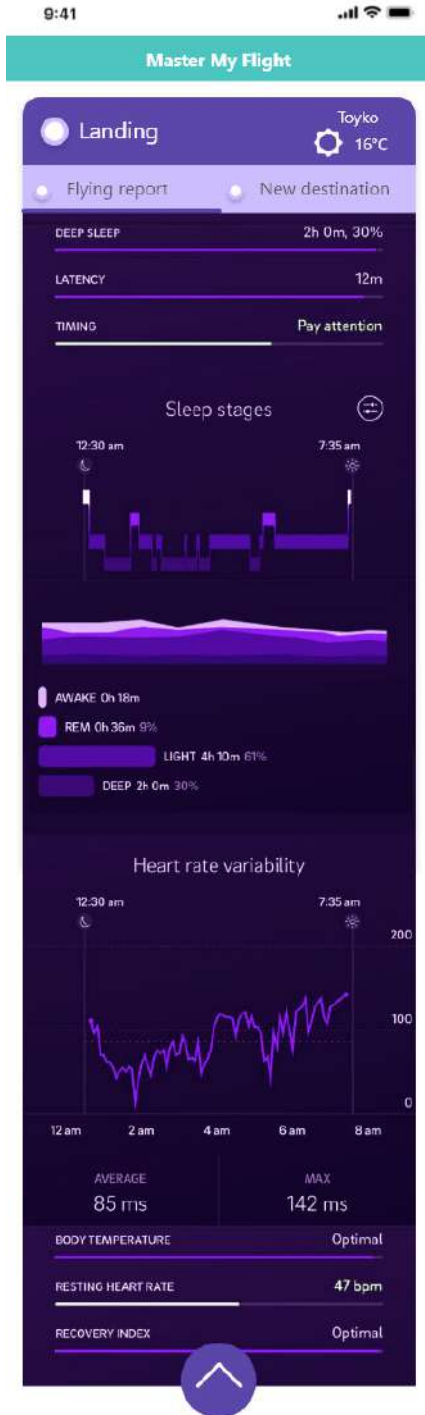 9:41
Master My Flight
Landing
Toyko
16°C
Flying report
New destination
DEEP SLEEP 2h 0m, 30%
LATENCY 12m
TIMING Pay attention
Sleep stages
12:30 am 7:35 am
AWAKE 0h 18m
REM 0h 36m 9%
LIGHT 4h 10m 61%
DEEP 2h 0m 30%
Heart rate variability
12:30 am 7:35 am
200
100
0
12 am 2 am 4 am 6 am 8 am
AVERAGE MAX
85 ms 142 ms
BODY TEMPERATURE Optimal
RESTING HEART RATE 47 bpm
RECOVERY INDEX Optimal